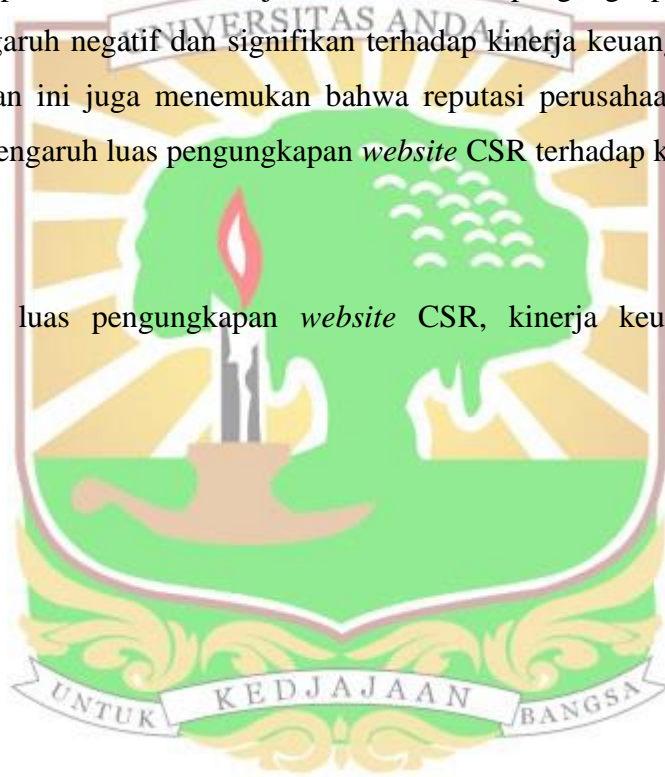 UNIVERSITAS ANDALAS
garuh negatif dan signifikan terhadap kinerja keuang
an ini juga menemukan bahwa reputasi perusahaa
engaruh luas pengungkapan website CSR terhadap k
luas pengungkapan website CSR, kinerja keu
UNTUK KEDJAJAAN BANGSA